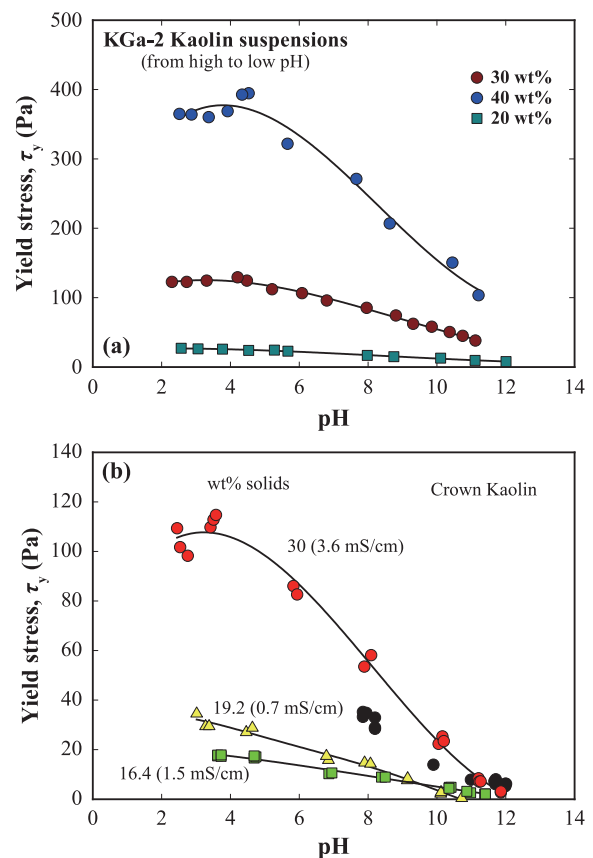 KGa-2 Kaolin suspensions
(from high to low pH)
30 wt%
40 wt%
20 wt%
500
400
300
200
100
0
Yield stress, τy (Pa)
(a)
0 2 4 6 8 10 12 14
pH
(b)
wt% solids
Crown Kaolin
30 (3.6 mS/cm)
19.2 (0.7 mS/cm)
16.4 (1.5 mS/cm)
140
120
100
80
60
40
20
0
Yield stress, τy (Pa)
0 2 4 6 8 10 12 14
pH